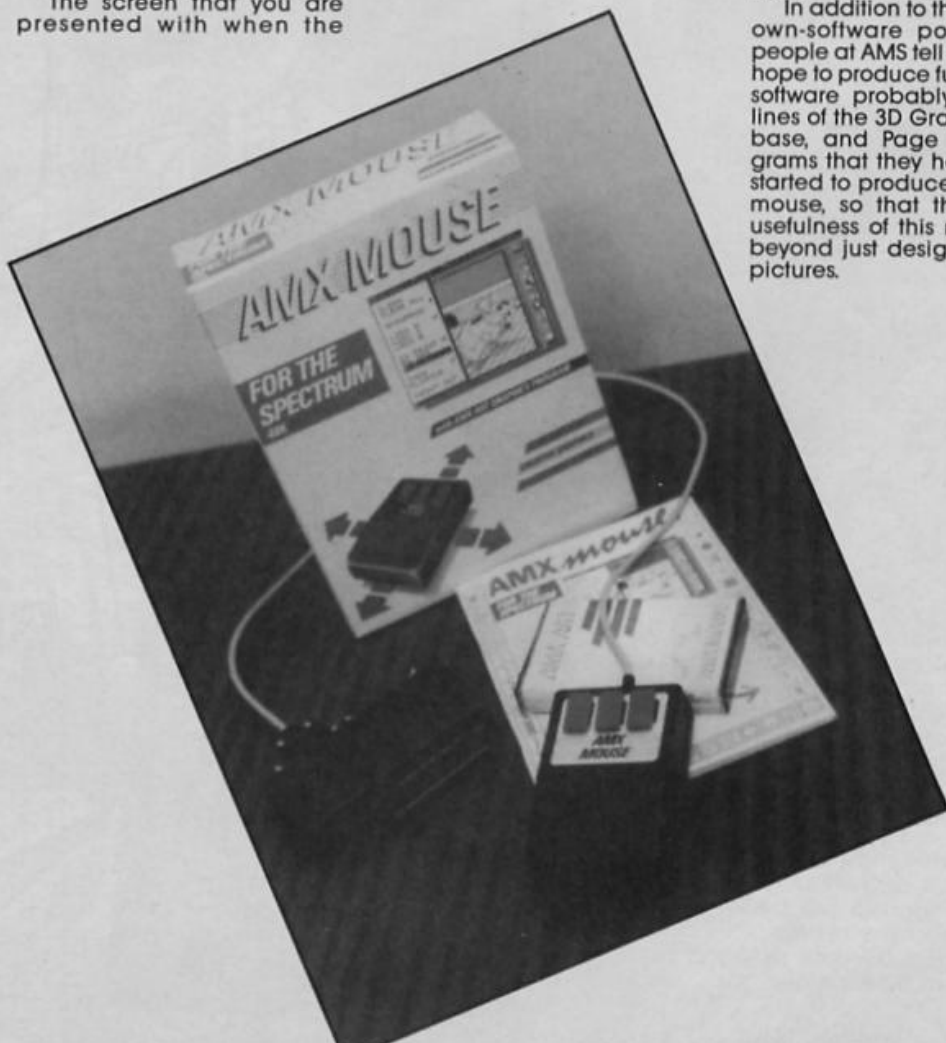 The screen that you are
presented with when the
In addition to th
own-software po
people at AMS tell
hope to produce fu
software probably
lines of the 3D Gra
base, and Page
grams that they h
started to produce
mouse, so that th
usefulness of this
beyond just desig
pictures.
AMX MOUSE
AMX MOUSE
FOR THE
SPECTRUM
48K
AMX mouse
AMX
MOUSE